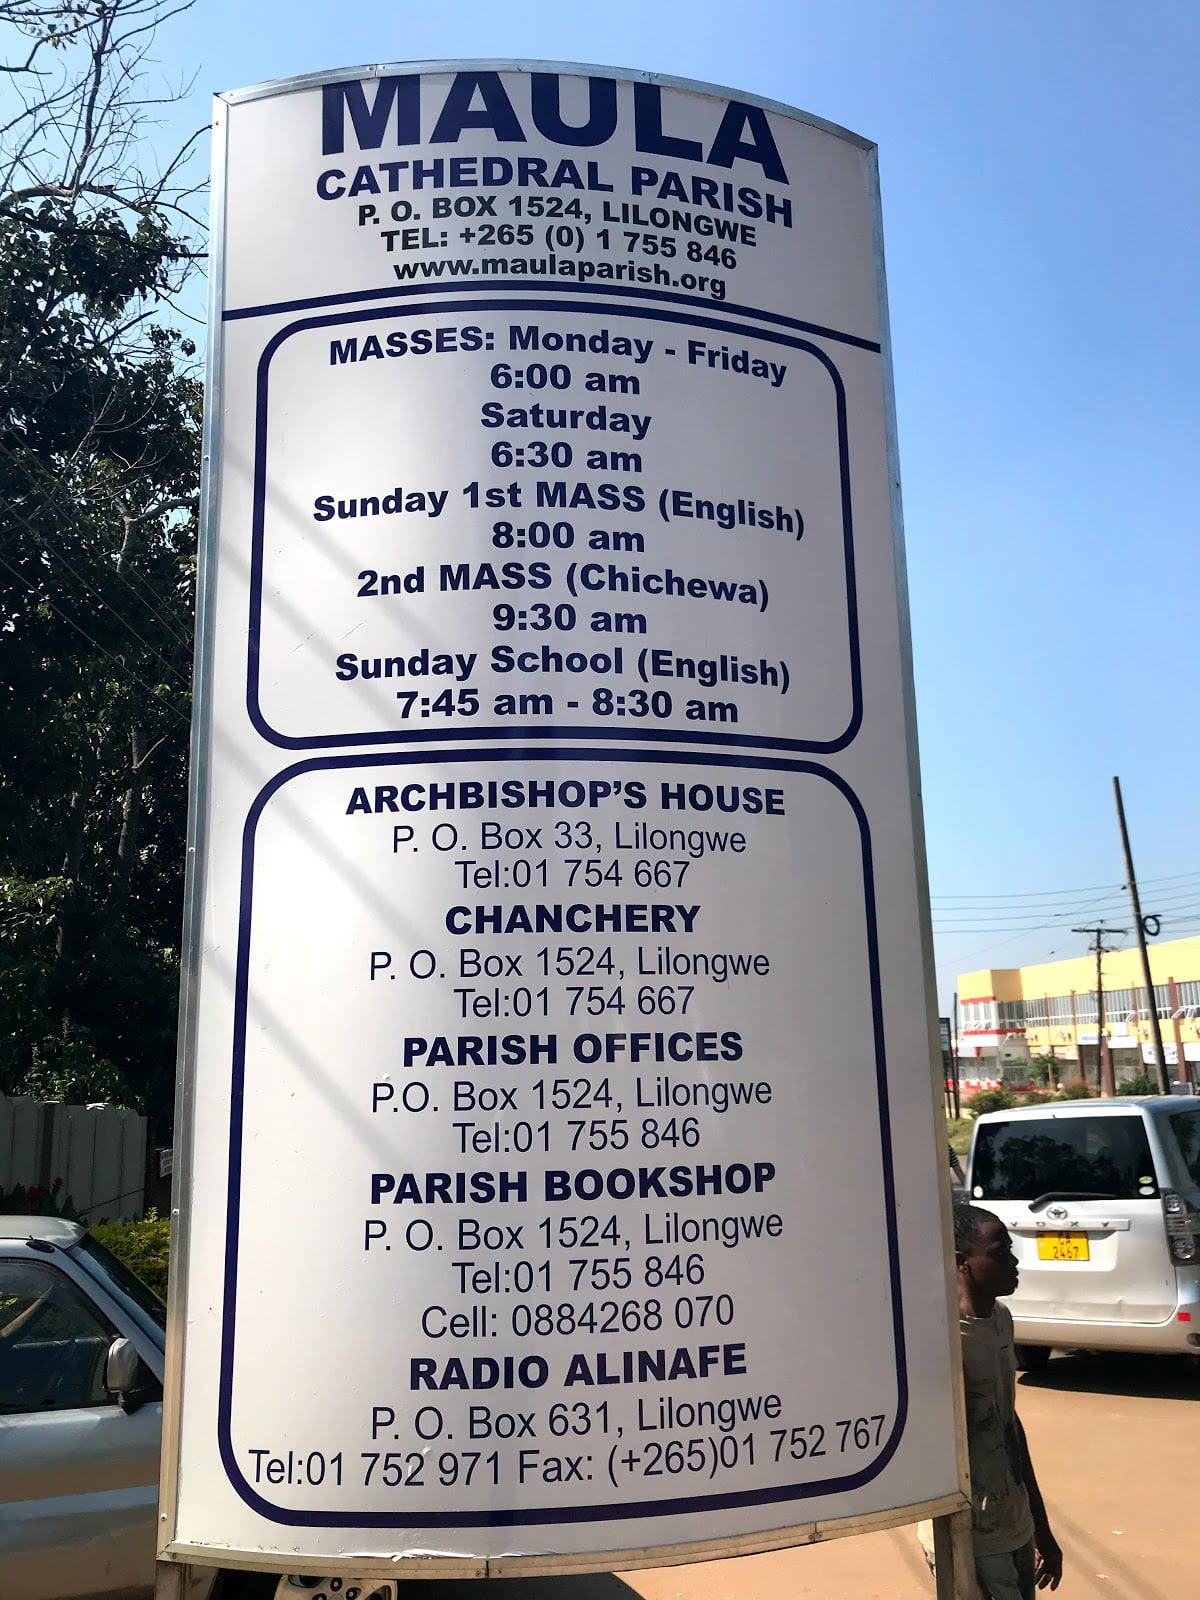 MAULA
CATHEDRAL PARISH
P. O. BOX 1524, LILONGWE
TEL: +265 (0) 1 755 846
www.maulaparish.org
MASSES: Monday - Friday
6:00 am
Saturday
6:30 am
Sunday 1st MASS (English)
8:00 am
2nd MASS (Chichewa)
9:30 am
Sunday School (English)
7:45 am - 8:30 am
ARCHBISHOP'S HOUSE
P. O. Box 33, Lilongwe
Tel:01 754 667
CHANCHERY
P. O. Box 1524, Lilongwe
Tel:01 754 667
PARISH OFFICES
P.O. Box 1524, Lilongwe
Tel:01 755 846
PARISH BOOKSHOP
P. O. Box 1524, Lilongwe
Tel:01 755 846
Cell: 0884268 070
RADIO ALINAFE
P. O. Box 631, Lilongwe
Tel:01 752 971 Fax: (+265)01 752 767
VOXY
CA
2467